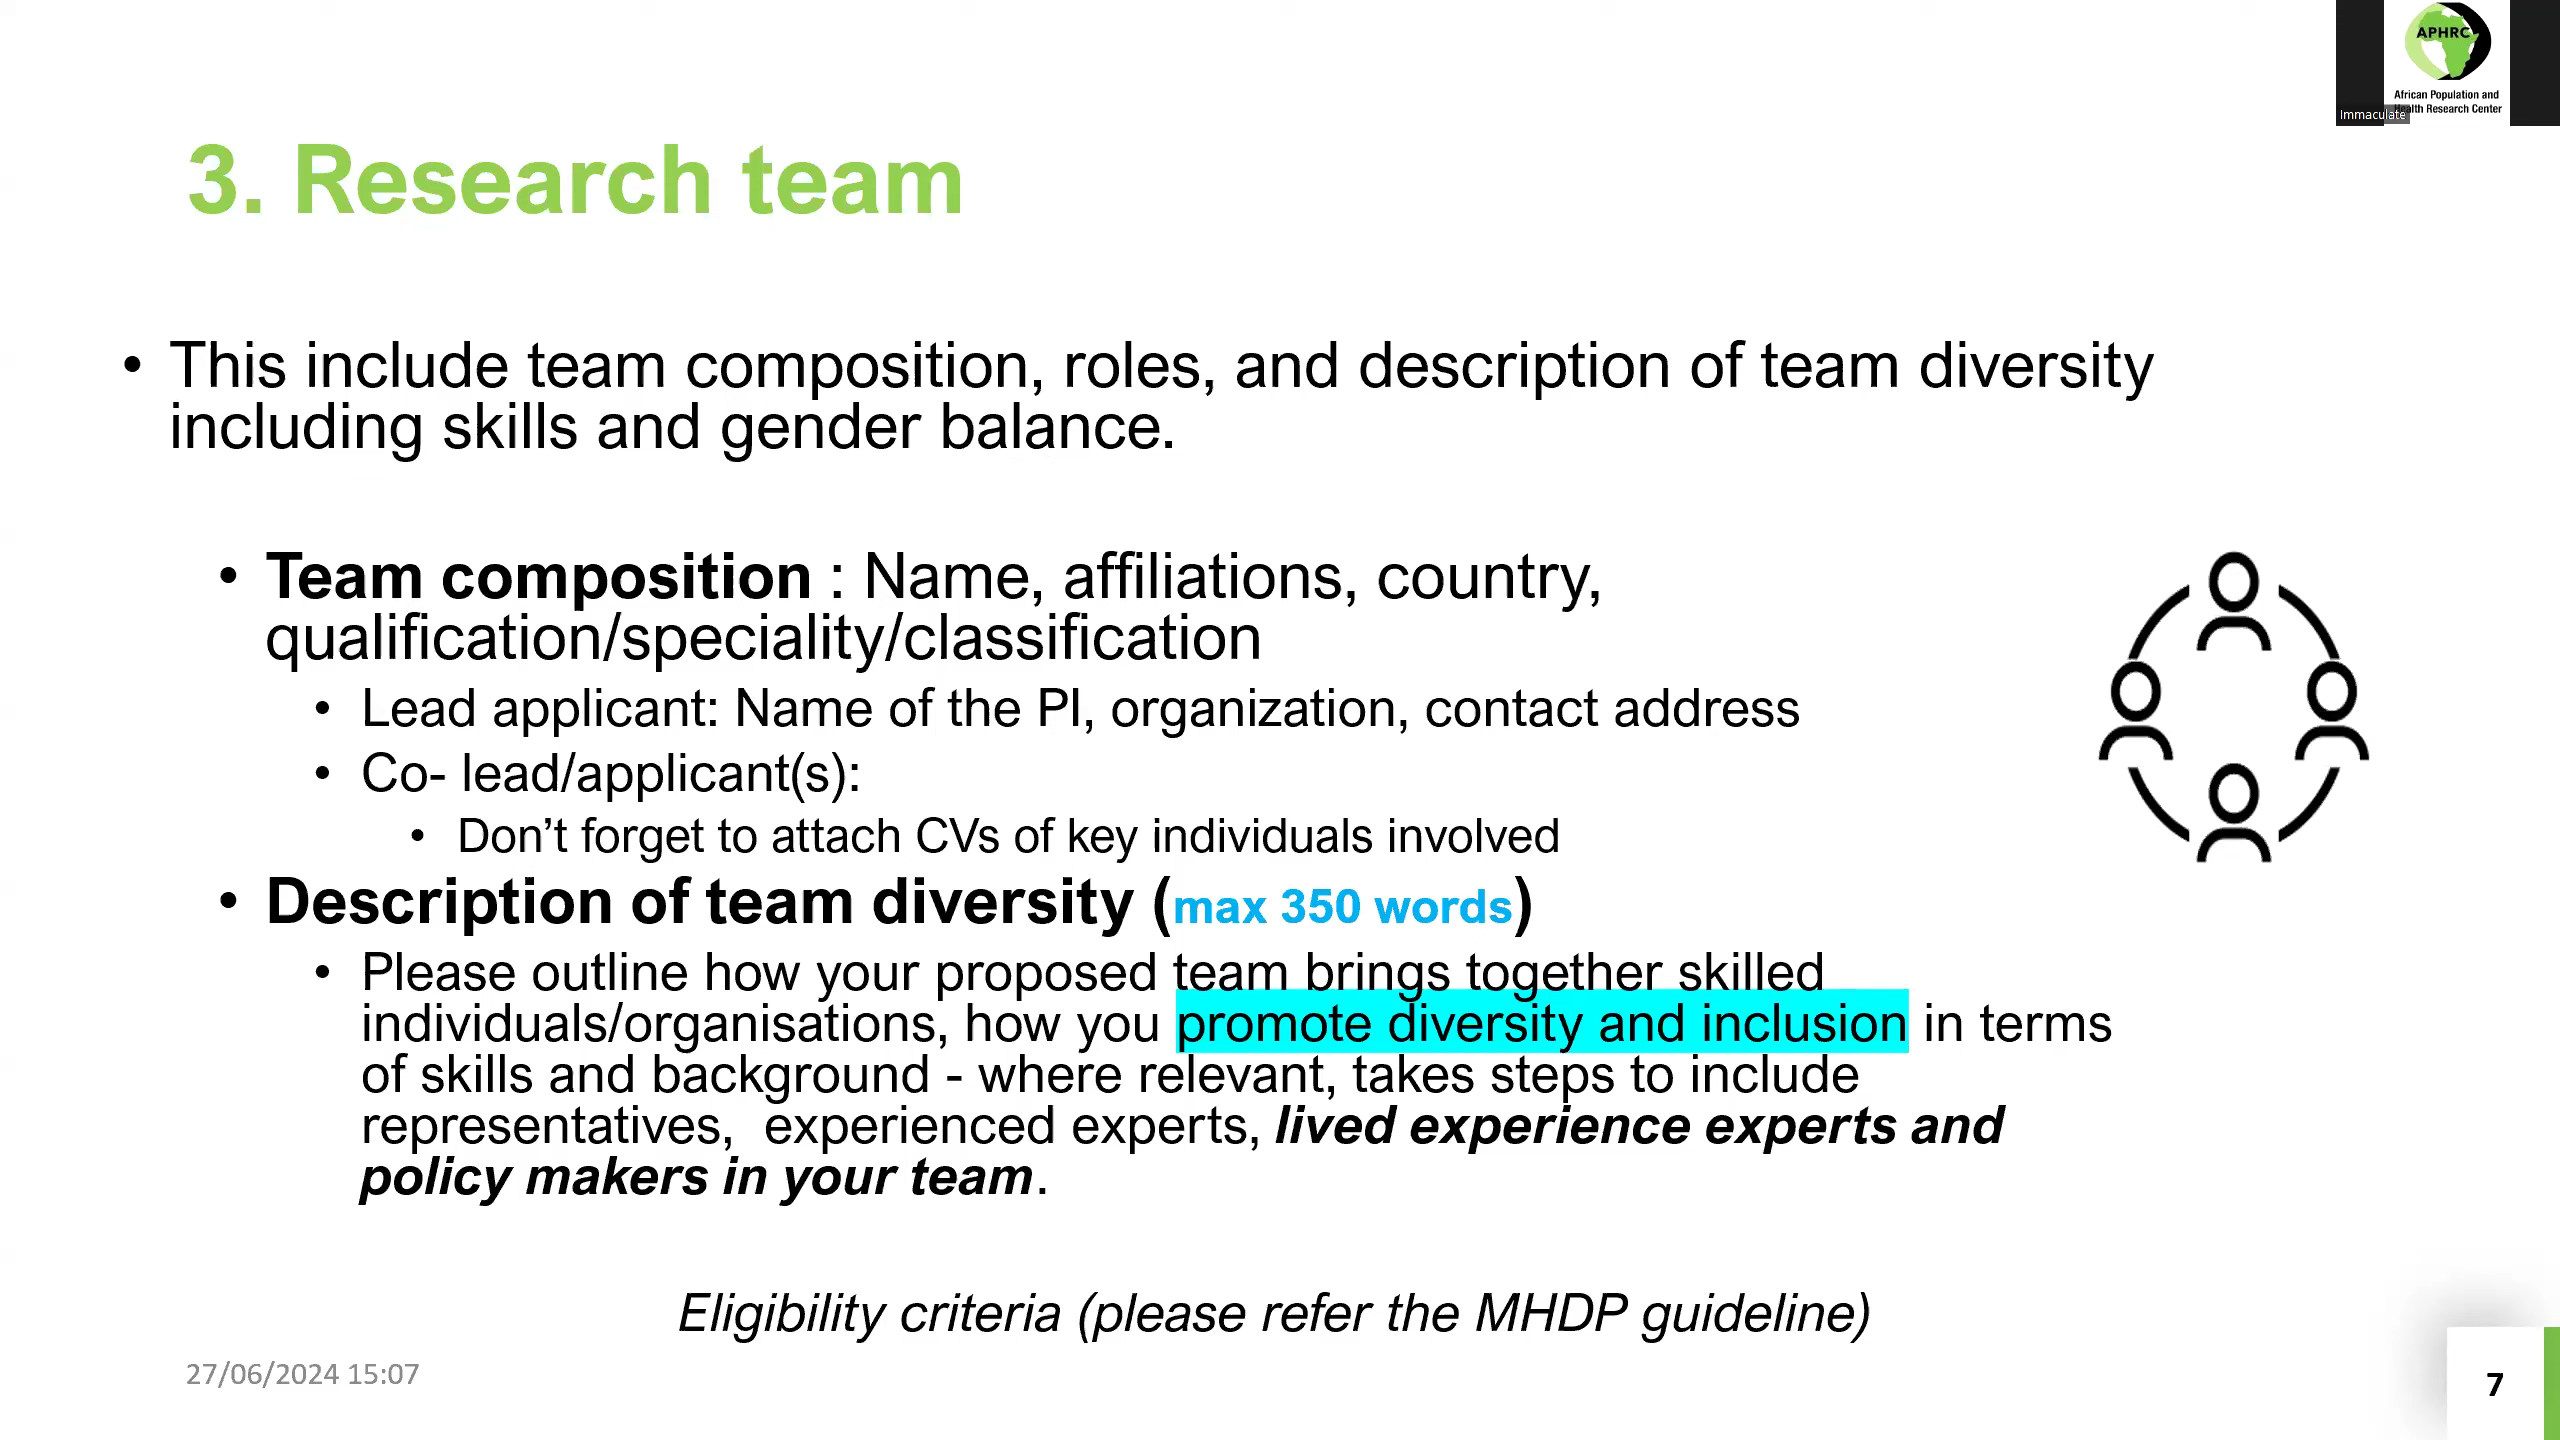 APHRC
African Population and
Health Research Center
Immaculate
3. Research team
• This include team composition, roles, and description of team diversity
including skills and gender balance.
• Team composition : Name, affiliations, country,
qualification/speciality/classification
• Lead applicant: Name of the PI, organization, contact address
• Co- lead/applicant(s):
• Don’t forget to attach CVs of key individuals involved
• Description of team diversity (max 350 words)
• Please outline how your proposed team brings together skilled
individuals/organisations, how you promote diversity and inclusion in terms
of skills and background - where relevant, takes steps to include
representatives,  experienced experts, lived experience experts and
policy makers in your team.
Eligibility criteria (please refer the MHDP guideline)
27/06/2024 15:07
7